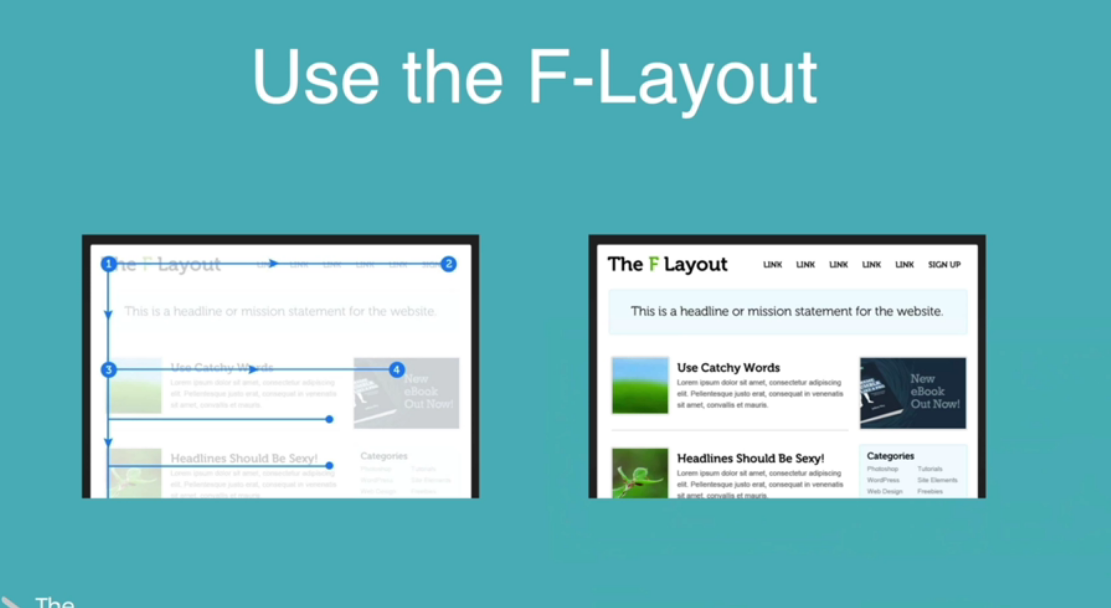 Use the F-Layout
1 The F Layout LINK LINK LINK LINK LINK 2
This is a headline or mission statement for the website.
3 Use Catchy Words 4
Lorem ipsum dolor sit amet, consectetur adipiscing
elit. Pellentesque justo erat, consequat in venenatis
sit amet, convallis et mauris.
New
eBook
Out Now!
Headlines Should Be Sexy!
Lorem ipsum dolor sit amet, consectetur adipiscing
elit. Pellentesque justo erat, consequat in venenatis
sit amet, convallis et mauris.
Categories
Photoshop Tutorials
WordPress Site Elements
Web Design Freebies
The F Layout LINK LINK LINK LINK LINK SIGN UP
This is a headline or mission statement for the website.
Use Catchy Words
Lorem ipsum dolor sit amet, consectetur adipiscing
elit. Pellentesque justo erat, consequat in venenatis
sit amet, convallis et mauris.
New
eBook
Out Now!
Headlines Should Be Sexy!
Lorem ipsum dolor sit amet, consectetur adipiscing
elit. Pellentesque justo erat, consequat in venenatis
sit amet, convallis et mauris.
Categories
Photoshop Tutorials
WordPress Site Elements
Web Design Freebies
The